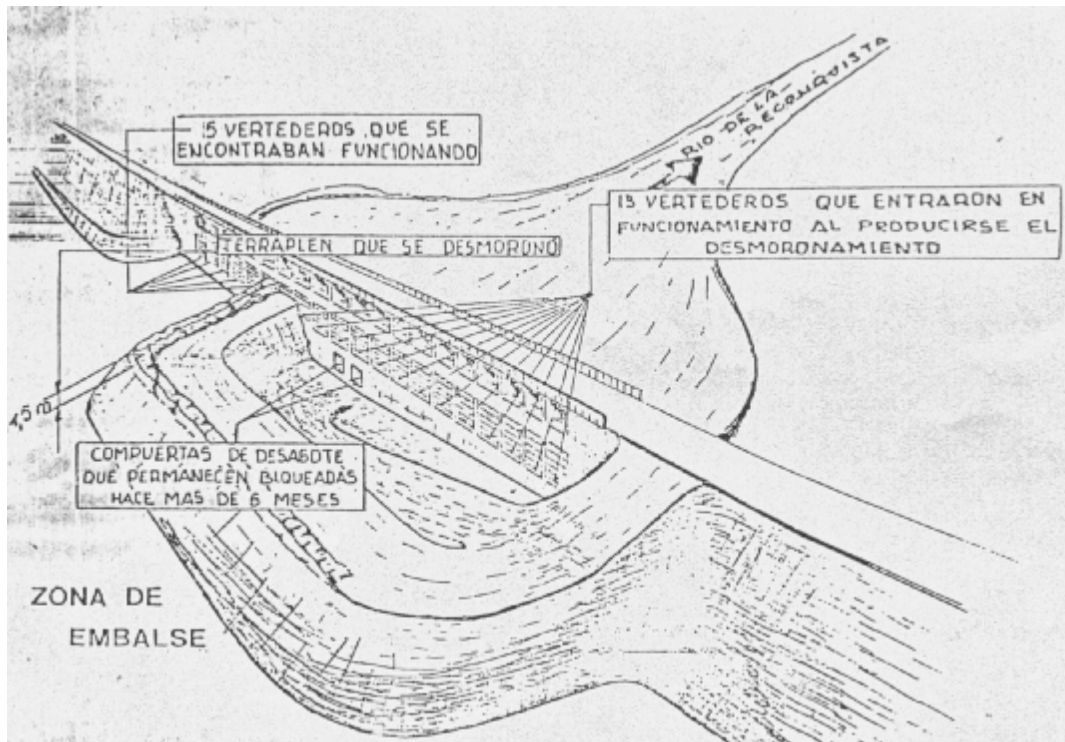 15 VERTEDEROS QUE SE
ENCONTRABAN FUNCIONANDO
RIO DE LA
RECONQUISTA
13 VERTEDEROS QUE ENTRARON EN
FUNCIONAMIENTO AL PRODUCIRSE EL
DESMORONAMIENTO
TERRAPLEN QUE SE DESMORONO
COMPUERTAS DE DESAGOTE
QUE PERMANECEN BLOQUEADAS
HACE MAS DE 6 MESES
ZONA DE
EMBALSE